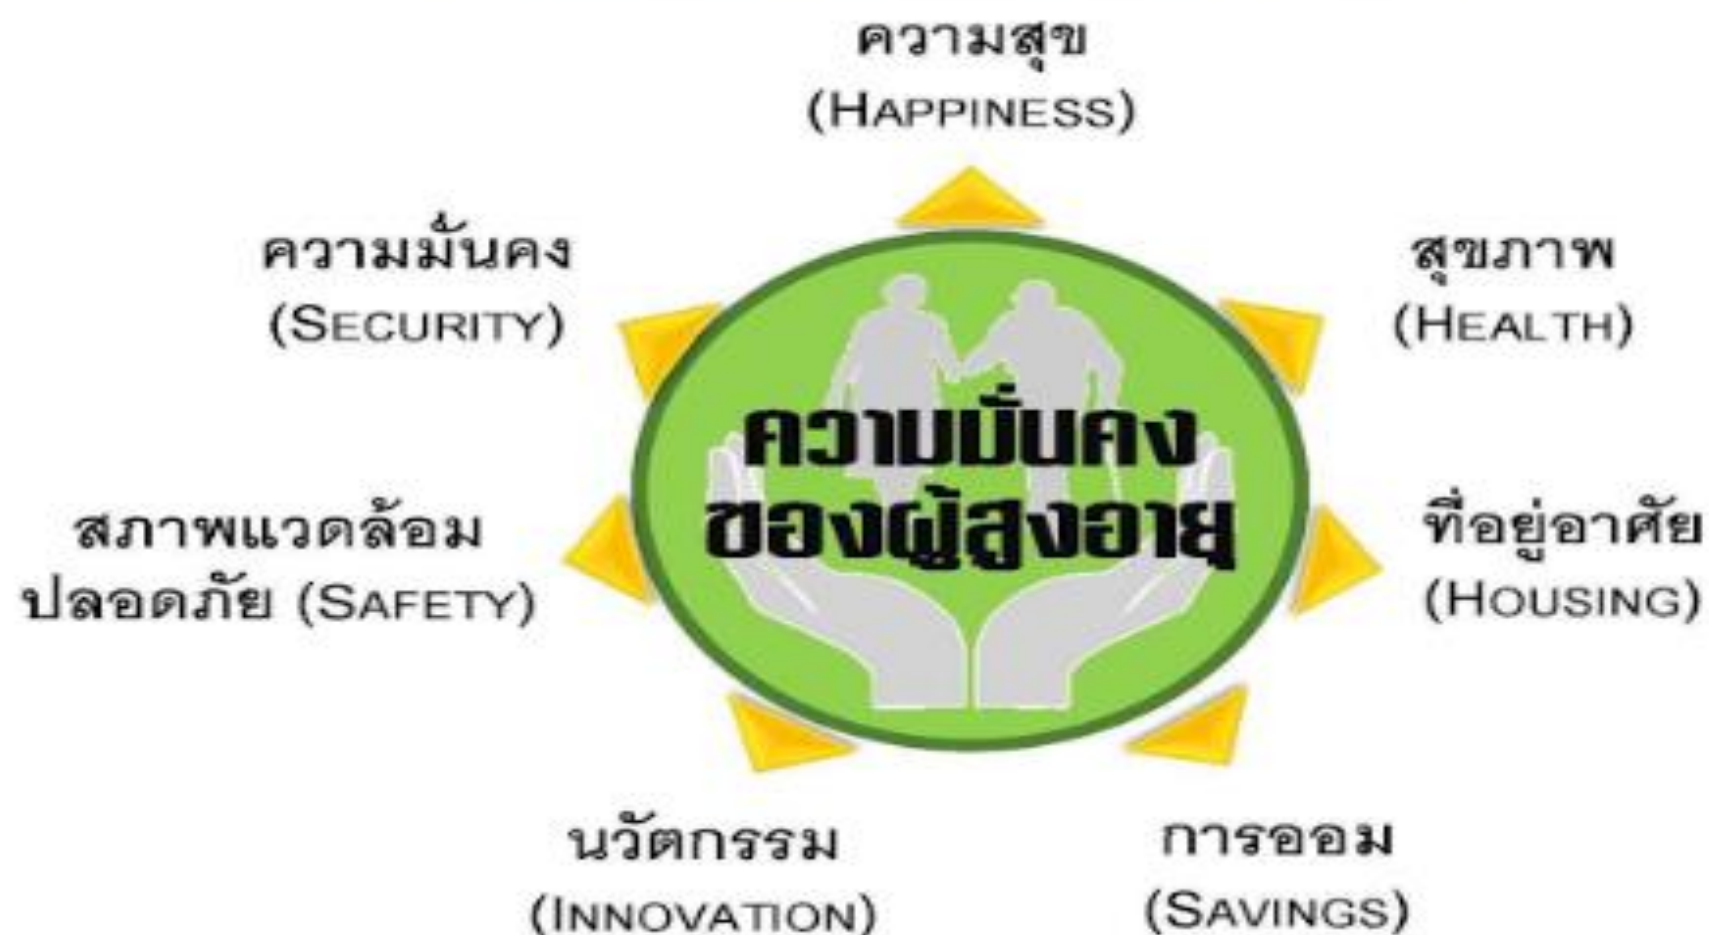 ความสุข
(HAPPINESS)
ความมั่นคง
(SECURITY)
สุขภาพ
(HEALTH)
ความมั่นคง
ของผู้สูงอายุ
สภาพแวดล้อม
ปลอดภัย (SAFETY)
ที่อยู่อาศัย
(HOUSING)
นวัตกรรม
(INNOVATION)
การออม
(SAVINGS)